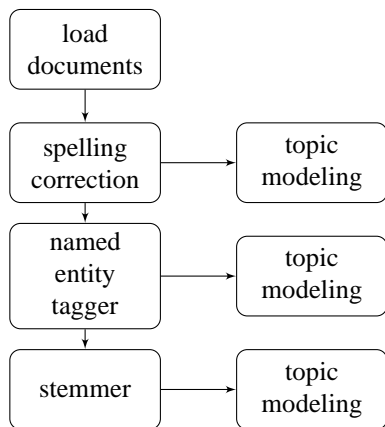 load
documents
spelling
correction
topic
modeling
named
entity
tagger
topic
modeling
stemmer
topic
modeling